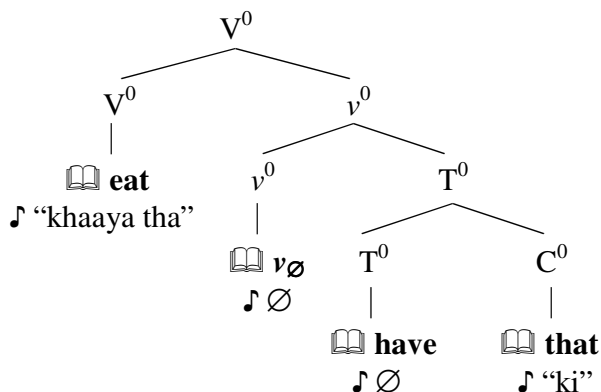 V⁰
V⁰ v⁰
📖 eat v⁰ T⁰
♪ “khaaya tha”
📖 v∅ T⁰ C⁰
♪ ∅
📖 have 📖 that
♪ ∅ ♪ “ki”